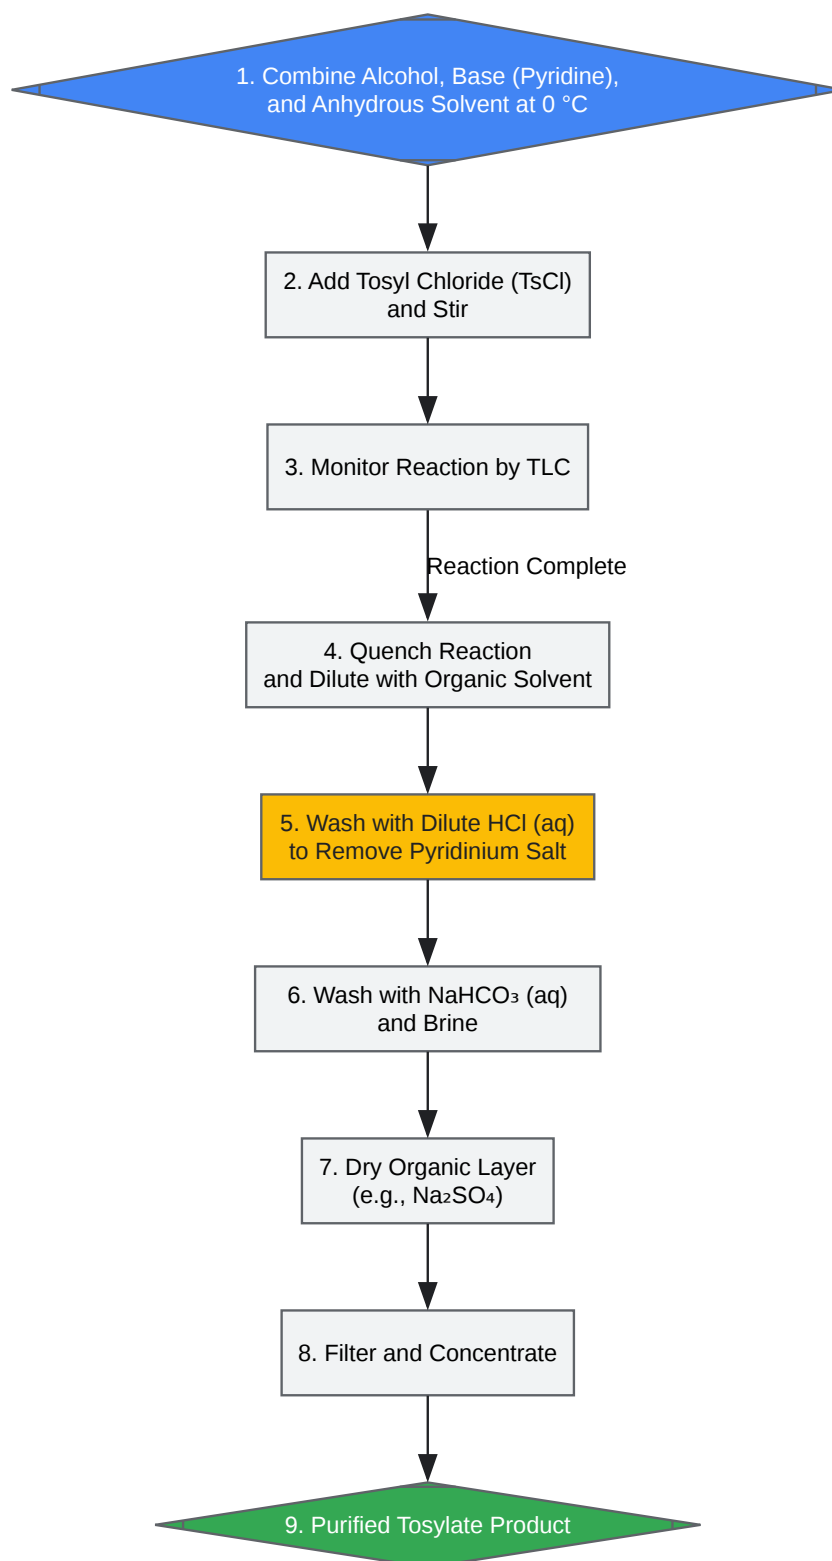 1. Combine Alcohol, Base (Pyridine),
and Anhydrous Solvent at 0 °C
2. Add Tosyl Chloride (TsCl)
and Stir
3. Monitor Reaction by TLC
Reaction Complete
4. Quench Reaction
and Dilute with Organic Solvent
5. Wash with Dilute HCl (aq)
to Remove Pyridinium Salt
6. Wash with NaHCO₃ (aq)
and Brine
7. Dry Organic Layer
(e.g., Na₂SO₄)
8. Filter and Concentrate
9. Purified Tosylate Product